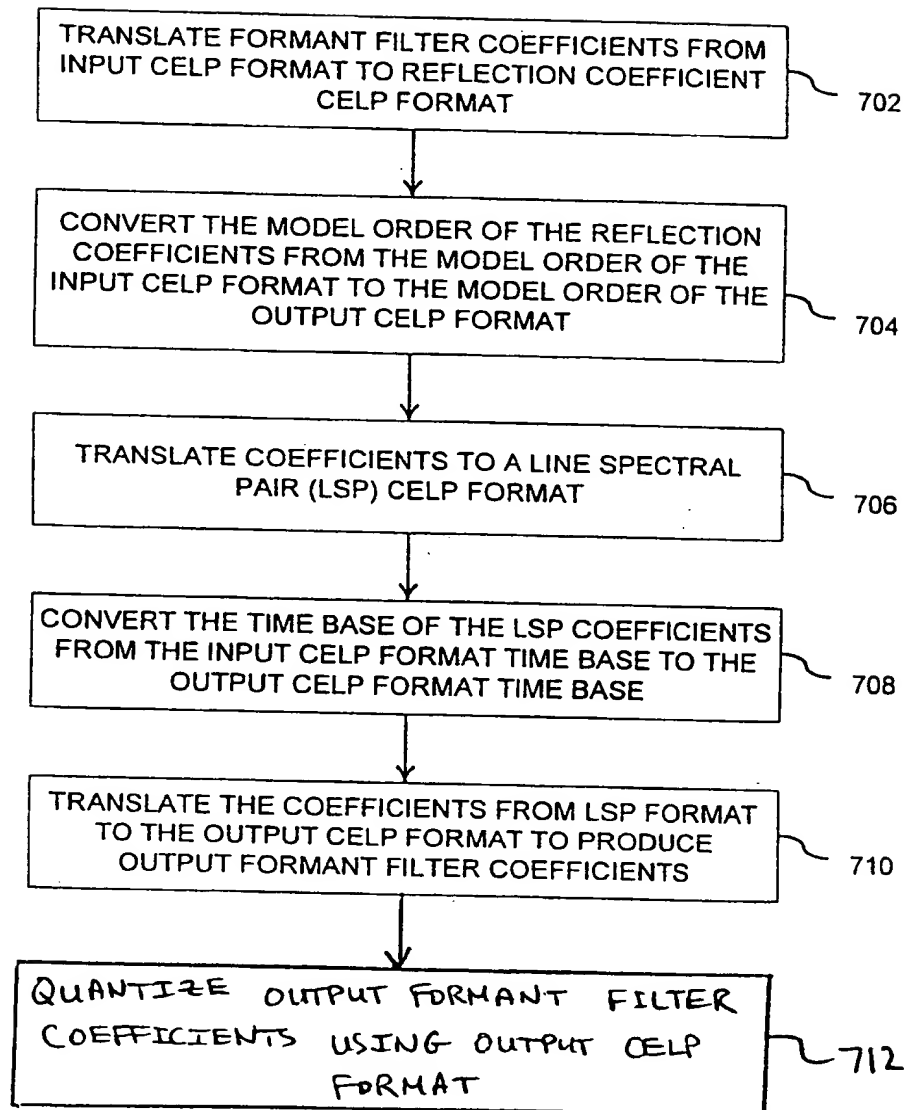 TRANSLATE FORMANT FILTER COEFFICIENTS FROM
INPUT CELP FORMAT TO REFLECTION COEFFICIENT
CELP FORMAT
702
CONVERT THE MODEL ORDER OF THE REFLECTION
COEFFICIENTS FROM THE MODEL ORDER OF THE
INPUT CELP FORMAT TO THE MODEL ORDER OF THE
OUTPUT CELP FORMAT
704
TRANSLATE COEFFICIENTS TO A LINE SPECTRAL
PAIR (LSP) CELP FORMAT
706
CONVERT THE TIME BASE OF THE LSP COEFFICIENTS
FROM THE INPUT CELP FORMAT TIME BASE TO THE
OUTPUT CELP FORMAT TIME BASE
708
TRANSLATE THE COEFFICIENTS FROM LSP FORMAT
TO THE OUTPUT CELP FORMAT TO PRODUCE
OUTPUT FORMANT FILTER COEFFICIENTS
710
QUANTIZE OUTPUT FORMANT FILTER
COEFFICIENTS USING OUTPUT CELP
FORMAT
712